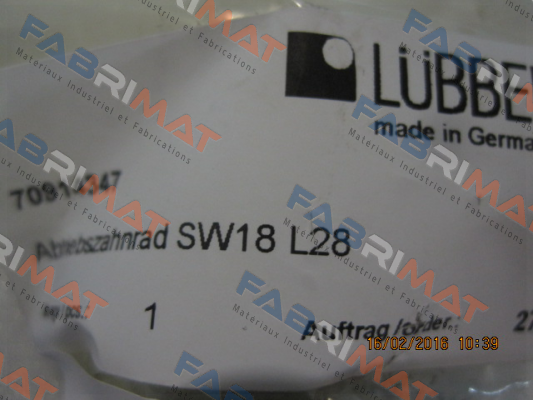 LÜBBE
made in Germa
Abtriebszahnrad SW18 L28
1
Auftrag/order.
27
16/02/2016 10:39
FABRIMAT
Materiaux Industriel et Fabrications